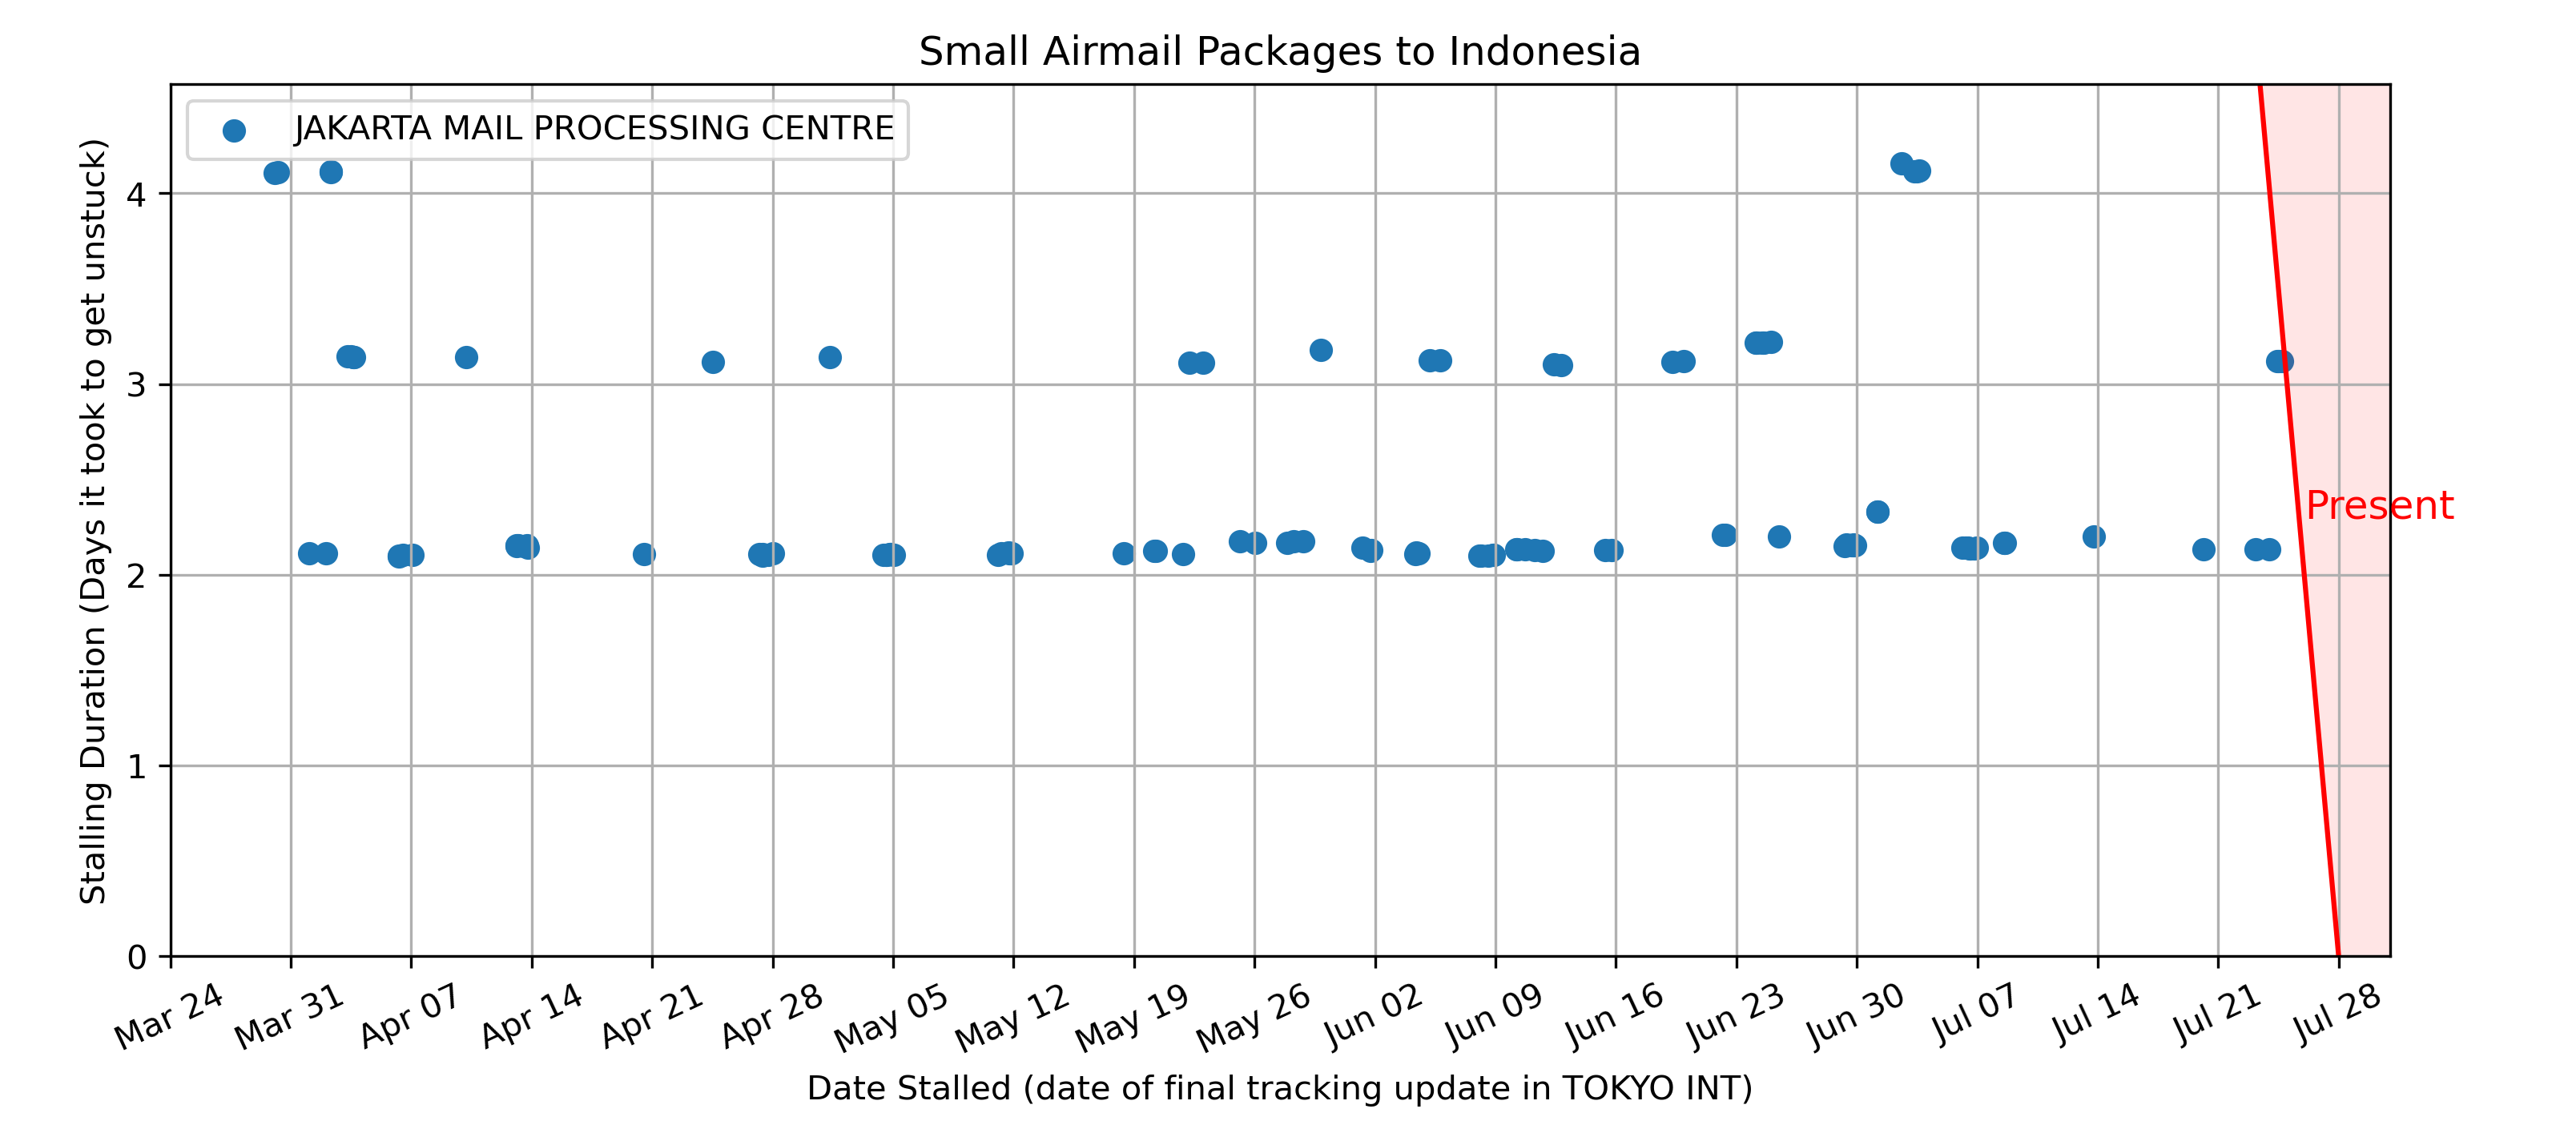 Small Airmail Packages to Indonesia
JAKARTA MAIL PROCESSING CENTRE
Stalling Duration (Days it took to get unstuck)
4
3
2
1
0
Present
Mar 24
Mar 31
Apr 07
Apr 14
Apr 21
Apr 28
May 05
May 12
May 19
May 26
Jun 02
Jun 09
Jun 16
Jun 23
Jun 30
Jul 07
Jul 14
Jul 21
Jul 28
Date Stalled (date of final tracking update in TOKYO INT)